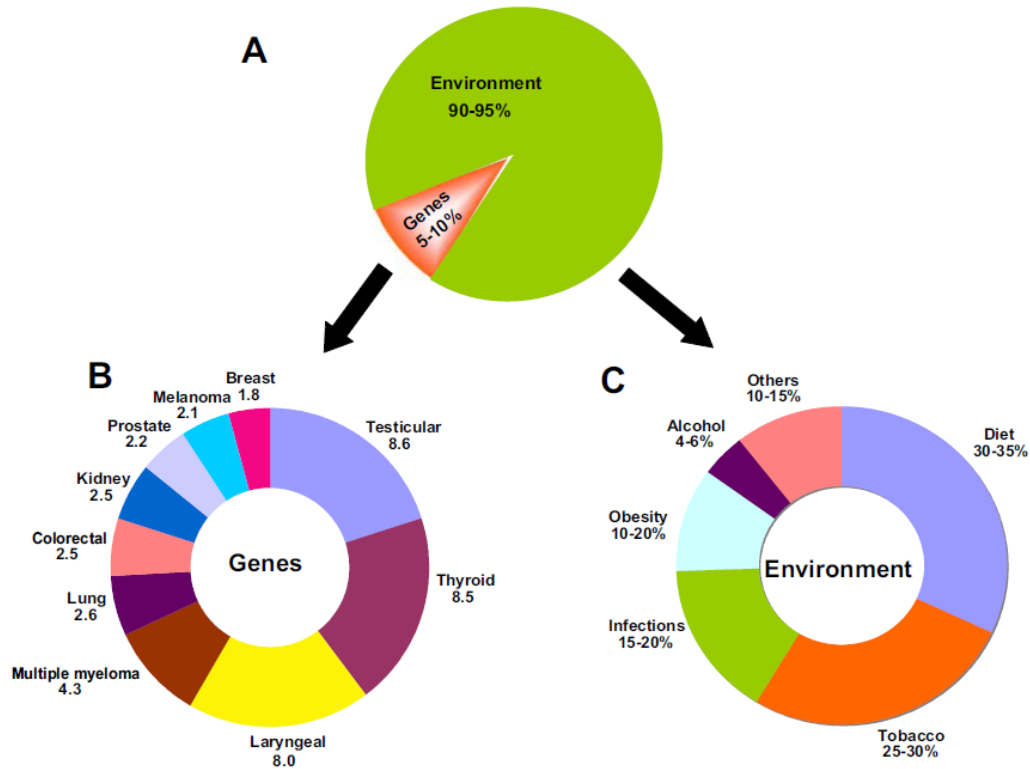 A
Environment
90-95%
Genes
5-10%
B
Breast
1.8
Melanoma
2.1
Prostate
2.2
Kidney
2.5
Colorectal
2.5
Lung
2.6
Multiple myeloma
4.3
Laryngeal
8.0
Thyroid
8.5
Testicular
8.6
Genes
C
Others
10-15%
Alcohol
4-6%
Obesity
10-20%
Infections
15-20%
Tobacco
25-30%
Diet
30-35%
Environment